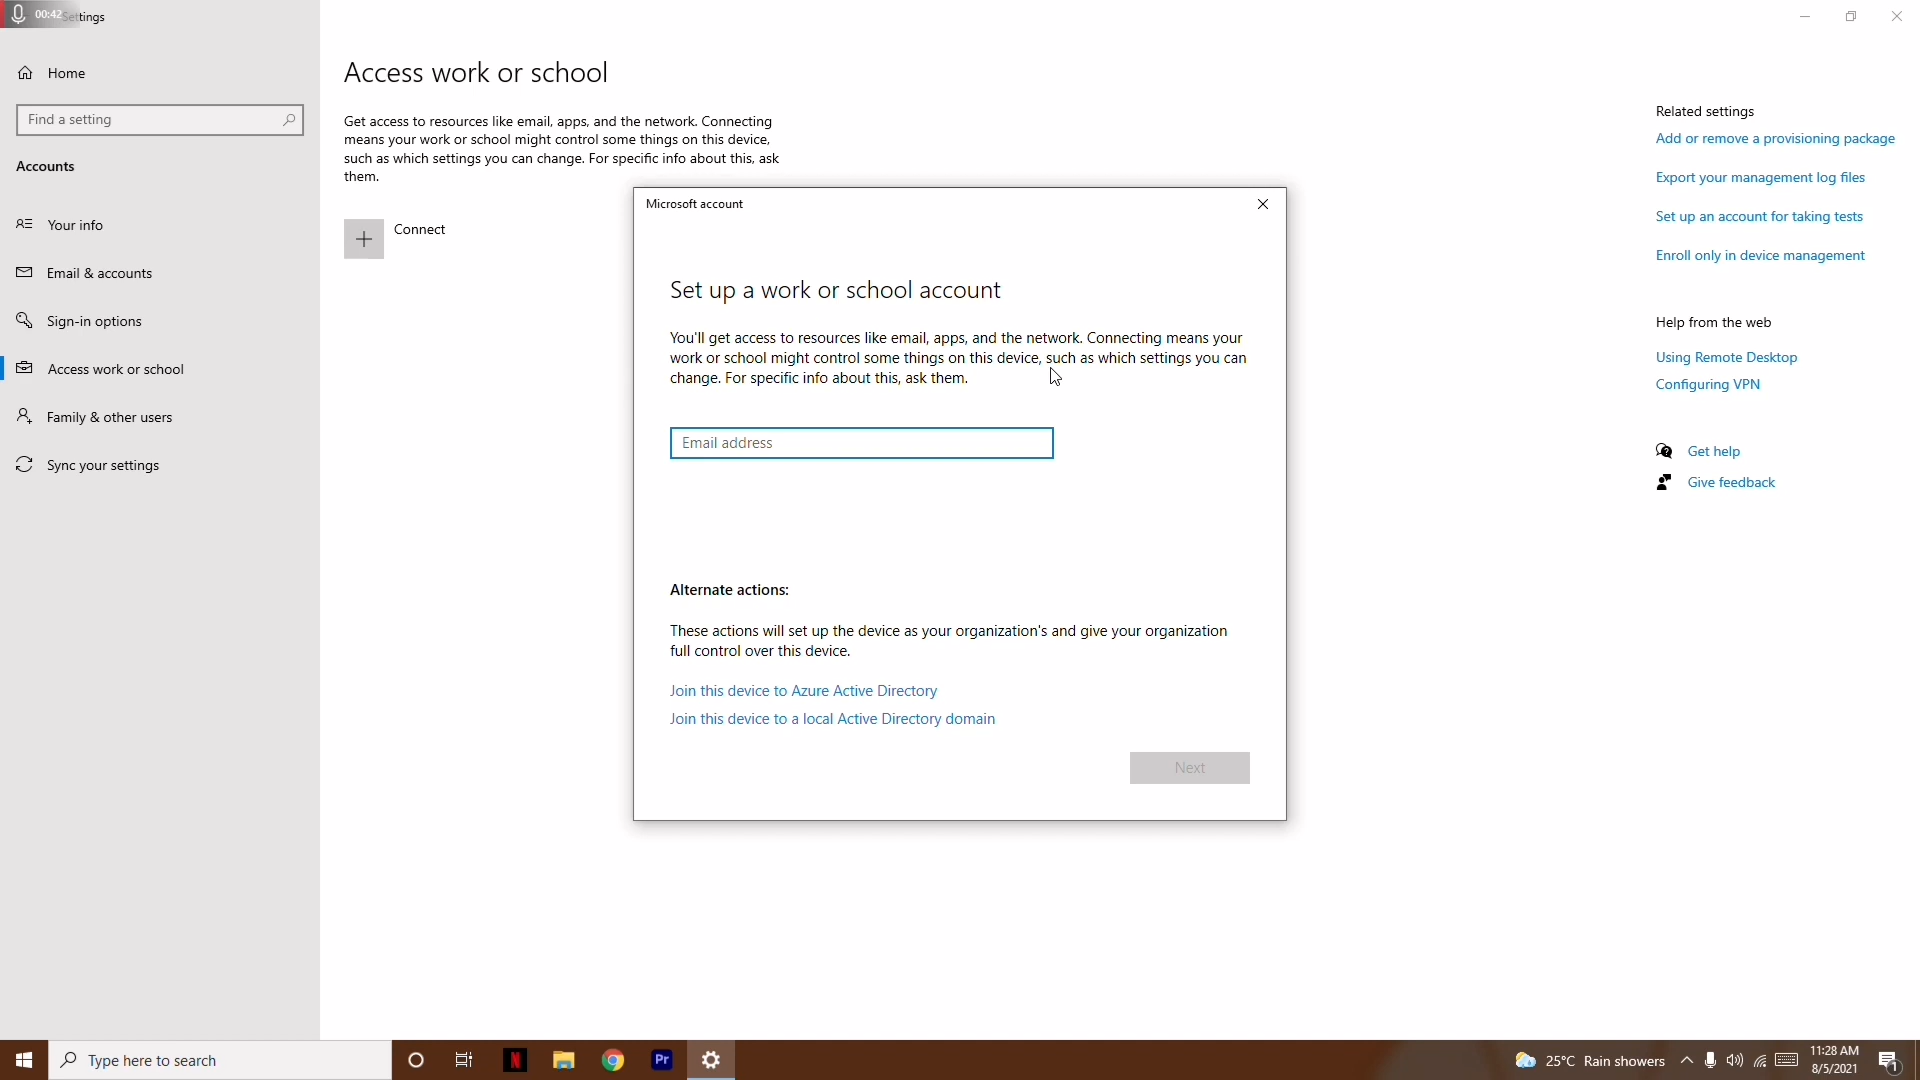 00:42 Settings
Home
Find a setting
Accounts
Your info
Email & accounts
Sign-in options
Access work or school
Family & other users
Sync your settings
Access work or school
Get access to resources like email, apps, and the network. Connecting
means your work or school might control some things on this device,
such as which settings you can change. For specific info about this, ask
them.
Connect
Microsoft account
Set up a work or school account
You'll get access to resources like email, apps, and the network. Connecting means your
work or school might control some things on this device, such as which settings you can
change. For specific info about this, ask them.
Email address
Alternate actions:
These actions will set up the device as your organization's and give your organization
full control over this device.
Join this device to Azure Active Directory
Join this device to a local Active Directory domain
Next
Related settings
Add or remove a provisioning package
Export your management log files
Set up an account for taking tests
Enroll only in device management
Help from the web
Using Remote Desktop
Configuring VPN
Get help
Give feedback
Type here to search
N
Pr
25°C Rain showers
11:28 AM
8/5/2021
1